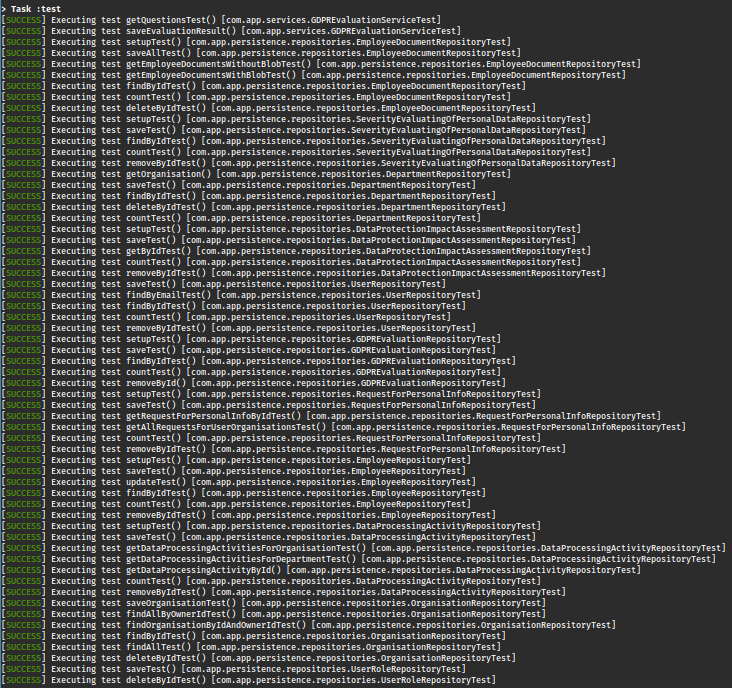 > Task :test
[SUCCESS] Executing test getQuestionsTest() [com.app.services.GDPREvaluationServiceTest]
[SUCCESS] Executing test saveEvaluationResult() [com.app.services.GDPREvaluationServiceTest]
[SUCCESS] Executing test setupTest() [com.app.persistence.repositories.EmployeeDocumentRepositoryTest]
[SUCCESS] Executing test saveAllTest() [com.app.persistence.repositories.EmployeeDocumentRepositoryTest]
[SUCCESS] Executing test getEmployeeDocumentsWithoutBlobTest() [com.app.persistence.repositories.EmployeeDocumentRepositoryTest]
[SUCCESS] Executing test getEmployeeDocumentsWithBlobTest() [com.app.persistence.repositories.EmployeeDocumentRepositoryTest]
[SUCCESS] Executing test findByIdTest() [com.app.persistence.repositories.EmployeeDocumentRepositoryTest]
[SUCCESS] Executing test countTest() [com.app.persistence.repositories.EmployeeDocumentRepositoryTest]
[SUCCESS] Executing test deleteByIdTest() [com.app.persistence.repositories.EmployeeDocumentRepositoryTest]
[SUCCESS] Executing test setupTest() [com.app.persistence.repositories.SeverityEvaluatingOfPersonalDataRepositoryTest]
[SUCCESS] Executing test saveTest() [com.app.persistence.repositories.SeverityEvaluatingOfPersonalDataRepositoryTest]
[SUCCESS] Executing test findByIdTest() [com.app.persistence.repositories.SeverityEvaluatingOfPersonalDataRepositoryTest]
[SUCCESS] Executing test countTest() [com.app.persistence.repositories.SeverityEvaluatingOfPersonalDataRepositoryTest]
[SUCCESS] Executing test removeByIdTest() [com.app.persistence.repositories.SeverityEvaluatingOfPersonalDataRepositoryTest]
[SUCCESS] Executing test getOrganisation() [com.app.persistence.repositories.DepartmentRepositoryTest]
[SUCCESS] Executing test saveTest() [com.app.persistence.repositories.DepartmentRepositoryTest]
[SUCCESS] Executing test findByIdTest() [com.app.persistence.repositories.DepartmentRepositoryTest]
[SUCCESS] Executing test deleteByIdTest() [com.app.persistence.repositories.DepartmentRepositoryTest]
[SUCCESS] Executing test countTest() [com.app.persistence.repositories.DepartmentRepositoryTest]
[SUCCESS] Executing test setupTest() [com.app.persistence.repositories.DataProtectionImpactAssessmentRepositoryTest]
[SUCCESS] Executing test saveTest() [com.app.persistence.repositories.DataProtectionImpactAssessmentRepositoryTest]
[SUCCESS] Executing test getByIdTest() [com.app.persistence.repositories.DataProtectionImpactAssessmentRepositoryTest]
[SUCCESS] Executing test countTest() [com.app.persistence.repositories.DataProtectionImpactAssessmentRepositoryTest]
[SUCCESS] Executing test removeByIdTest() [com.app.persistence.repositories.DataProtectionImpactAssessmentRepositoryTest]
[SUCCESS] Executing test saveTest() [com.app.persistence.repositories.UserRepositoryTest]
[SUCCESS] Executing test findByEmailTest() [com.app.persistence.repositories.UserRepositoryTest]
[SUCCESS] Executing test findByIdTest() [com.app.persistence.repositories.UserRepositoryTest]
[SUCCESS] Executing test countTest() [com.app.persistence.repositories.UserRepositoryTest]
[SUCCESS] Executing test removeByIdTest() [com.app.persistence.repositories.UserRepositoryTest]
[SUCCESS] Executing test setupTest() [com.app.persistence.repositories.GDPREvaluationRepositoryTest]
[SUCCESS] Executing test saveTest() [com.app.persistence.repositories.GDPREvaluationRepositoryTest]
[SUCCESS] Executing test findByIdTest() [com.app.persistence.repositories.GDPREvaluationRepositoryTest]
[SUCCESS] Executing test countTest() [com.app.persistence.repositories.GDPREvaluationRepositoryTest]
[SUCCESS] Executing test removeById() [com.app.persistence.repositories.GDPREvaluationRepositoryTest]
[SUCCESS] Executing test setupTest() [com.app.persistence.repositories.RequestForPersonalInfoRepositoryTest]
[SUCCESS] Executing test saveTest() [com.app.persistence.repositories.RequestForPersonalInfoRepositoryTest]
[SUCCESS] Executing test getRequestForPersonalInfoByIdTest() [com.app.persistence.repositories.RequestForPersonalInfoRepositoryTest]
[SUCCESS] Executing test getAllRequestsForUserOrganisationsTest() [com.app.persistence.repositories.RequestForPersonalInfoRepositoryTest]
[SUCCESS] Executing test countTest() [com.app.persistence.repositories.RequestForPersonalInfoRepositoryTest]
[SUCCESS] Executing test removeByIdTest() [com.app.persistence.repositories.RequestForPersonalInfoRepositoryTest]
[SUCCESS] Executing test setupTest() [com.app.persistence.repositories.EmployeeRepositoryTest]
[SUCCESS] Executing test saveTest() [com.app.persistence.repositories.EmployeeRepositoryTest]
[SUCCESS] Executing test updateTest() [com.app.persistence.repositories.EmployeeRepositoryTest]
[SUCCESS] Executing test findByIdTest() [com.app.persistence.repositories.EmployeeRepositoryTest]
[SUCCESS] Executing test countTest() [com.app.persistence.repositories.EmployeeRepositoryTest]
[SUCCESS] Executing test removeByIdTest() [com.app.persistence.repositories.EmployeeRepositoryTest]
[SUCCESS] Executing test setupTest() [com.app.persistence.repositories.DataProcessingActivityRepositoryTest]
[SUCCESS] Executing test saveTest() [com.app.persistence.repositories.DataProcessingActivityRepositoryTest]
[SUCCESS] Executing test getDataProcessingActivitiesForOrganisationTest() [com.app.persistence.repositories.DataProcessingActivityRepositoryTest]
[SUCCESS] Executing test getDataProcessingActivitiesForDepartmentTest() [com.app.persistence.repositories.DataProcessingActivityRepositoryTest]
[SUCCESS] Executing test getDataProcessingActivityById() [com.app.persistence.repositories.DataProcessingActivityRepositoryTest]
[SUCCESS] Executing test countTest() [com.app.persistence.repositories.DataProcessingActivityRepositoryTest]
[SUCCESS] Executing test removeByIdTest() [com.app.persistence.repositories.DataProcessingActivityRepositoryTest]
[SUCCESS] Executing test saveOrganisationTest() [com.app.persistence.repositories.OrganisationRepositoryTest]
[SUCCESS] Executing test findAllByOwnerIdTest() [com.app.persistence.repositories.OrganisationRepositoryTest]
[SUCCESS] Executing test findOrganisationByIdAndOwnerIdTest() [com.app.persistence.repositories.OrganisationRepositoryTest]
[SUCCESS] Executing test findByIdTest() [com.app.persistence.repositories.OrganisationRepositoryTest]
[SUCCESS] Executing test findAllTest() [com.app.persistence.repositories.OrganisationRepositoryTest]
[SUCCESS] Executing test deleteByIdTest() [com.app.persistence.repositories.OrganisationRepositoryTest]
[SUCCESS] Executing test saveTest() [com.app.persistence.repositories.UserRoleRepositoryTest]
[SUCCESS] Executing test deleteByIdTest() [com.app.persistence.repositories.UserRoleRepositoryTest]